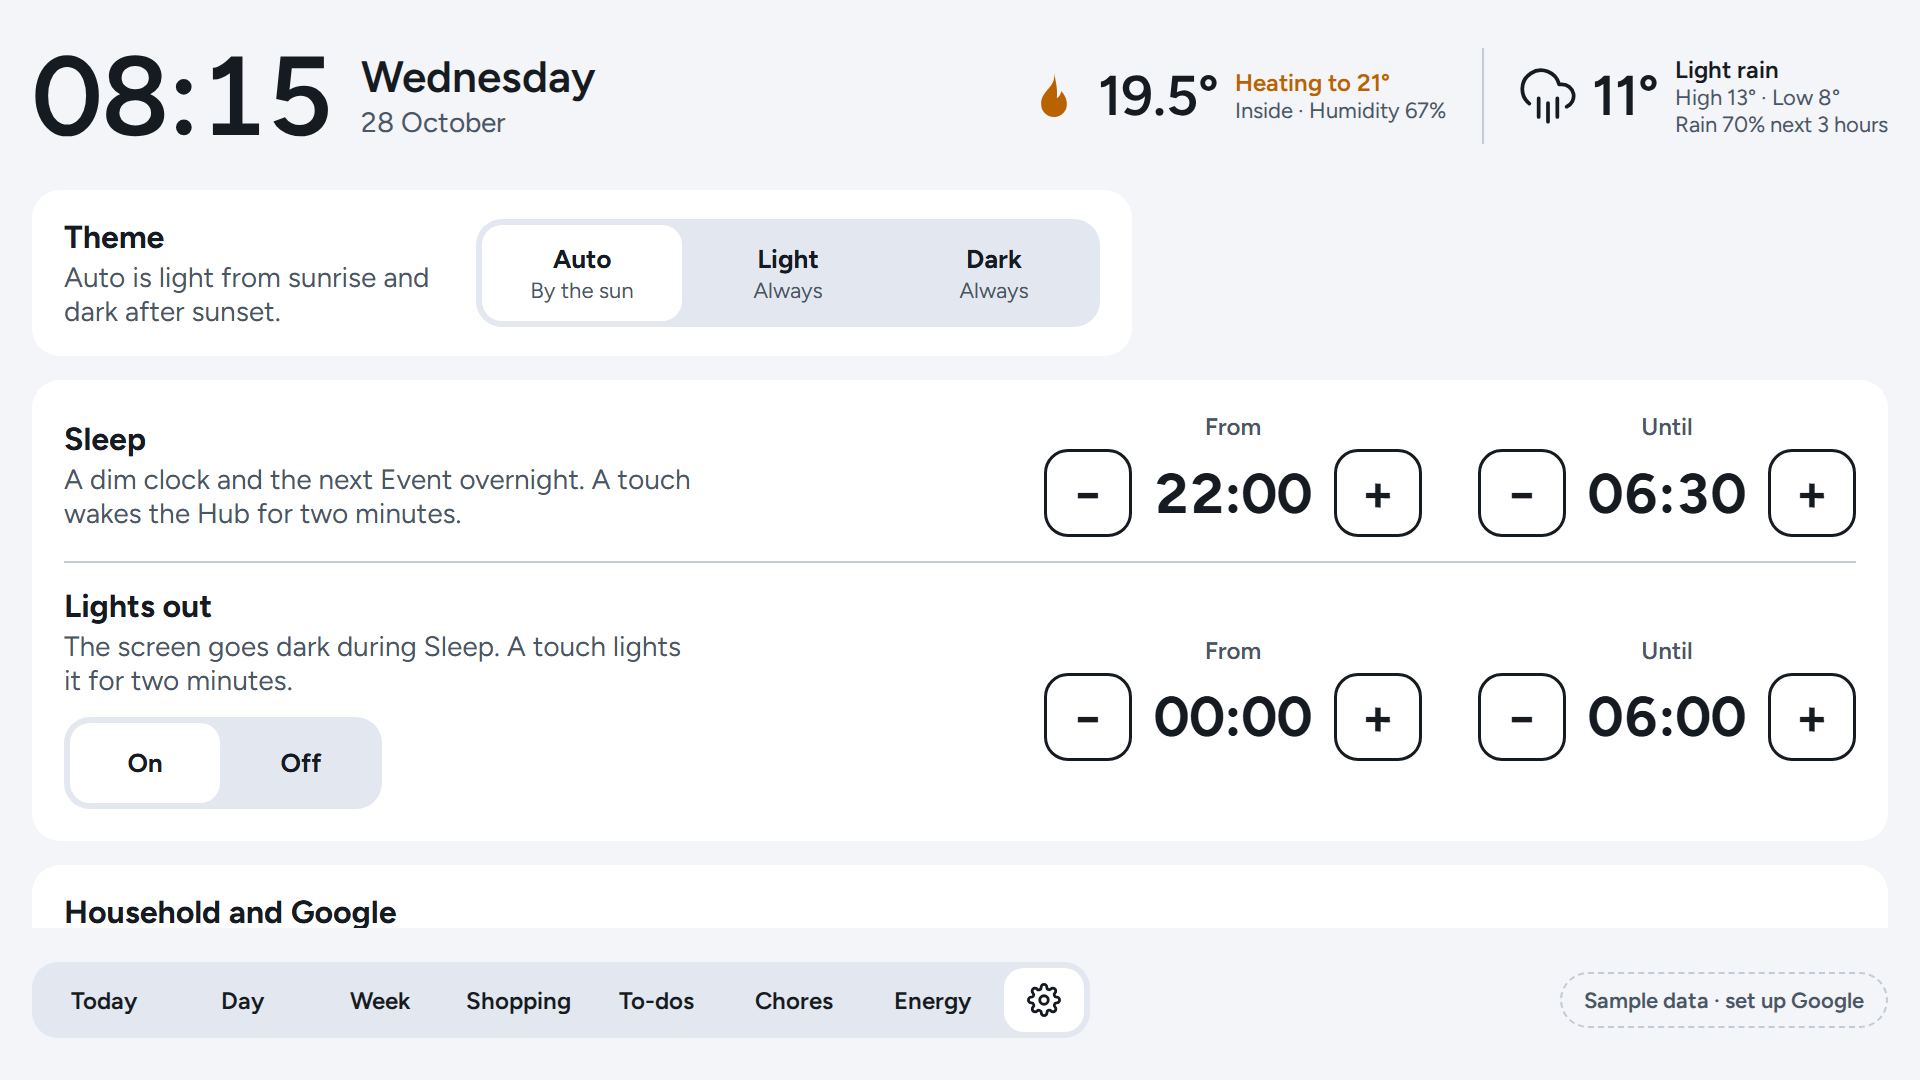 08:15
Wednesday
28 October
19.5°
Heating to 21°
Inside · Humidity 67%
11°
Light rain
High 13° · Low 8°
Rain 70% next 3 hours
Theme
Auto is light from sunrise and
dark after sunset.
Auto
By the sun
Light
Always
Dark
Always
Sleep
A dim clock and the next Event overnight. A touch
wakes the Hub for two minutes.
From
− 22:00 +
Until
− 06:30 +
Lights out
The screen goes dark during Sleep. A touch lights
it for two minutes.
On
Off
From
− 00:00 +
Until
− 06:00 +
Household and Google
Today
Day
Week
Shopping
To-dos
Chores
Energy
Sample data · set up Google